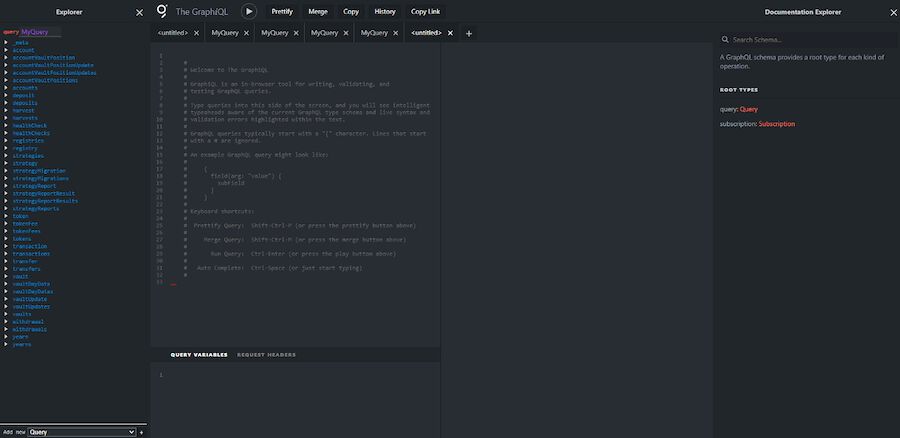 Explorer
The GraphiQL
Prettify
Merge
Copy
History
Copy Link
Documentation Explorer
query MyQuery
_meta
account
accountVaultPosition
accountVaultPositionUpdate
accountVaultPositionUpdates
accountVaultPositions
accounts
deposit
deposits
harvest
harvests
healthCheck
healthChecks
registries
registry
strategies
strategy
strategyMigration
strategyMigrations
strategyReport
strategyReportResult
strategyReportResults
strategyReports
token
tokenFee
tokenFees
tokens
transaction
transactions
transfer
transfers
vault
vaultDayData
vaultDayDatas
vaultUpdate
vaultUpdates
vaults
withdrawal
withdrawals
yearn
yearns
Add new Query +
<untitled> MyQuery MyQuery MyQuery MyQuery <untitled> +
1
2 #
3 # Welcome to The GraphiQL
4 #
5 # GraphiQL is an in-browser tool for writing, validating, and
6 # testing GraphQL queries.
7 #
8 # Type queries into this side of the screen, and you will see intelligent
9 # typeaheads aware of the current GraphQL type schema and live syntax and
10 # validation errors highlighted within the text.
11 #
12 # GraphQL queries typically start with a "{" character. Lines that start
13 # with a # are ignored.
14 #
15 # An example GraphQL query might look like:
16 #
17 # {
18 # field(arg: "value") {
19 # subField
20 # }
21 # }
22 #
23 # Keyboard shortcuts:
24 #
25 # Prettify Query: Shift-Ctrl-P (or press the prettify button above)
26 #
27 # Merge Query: Shift-Ctrl-M (or press the merge button above)
28 #
29 # Run Query: Ctrl-Enter (or press the play button above)
30 #
31 # Auto Complete: Ctrl-Space (or just start typing)
32 #
33
QUERY VARIABLES REQUEST HEADERS
1
Search Schema...
A GraphQL schema provides a root type for each kind of
operation.
ROOT TYPES
query: Query
subscription: Subscription